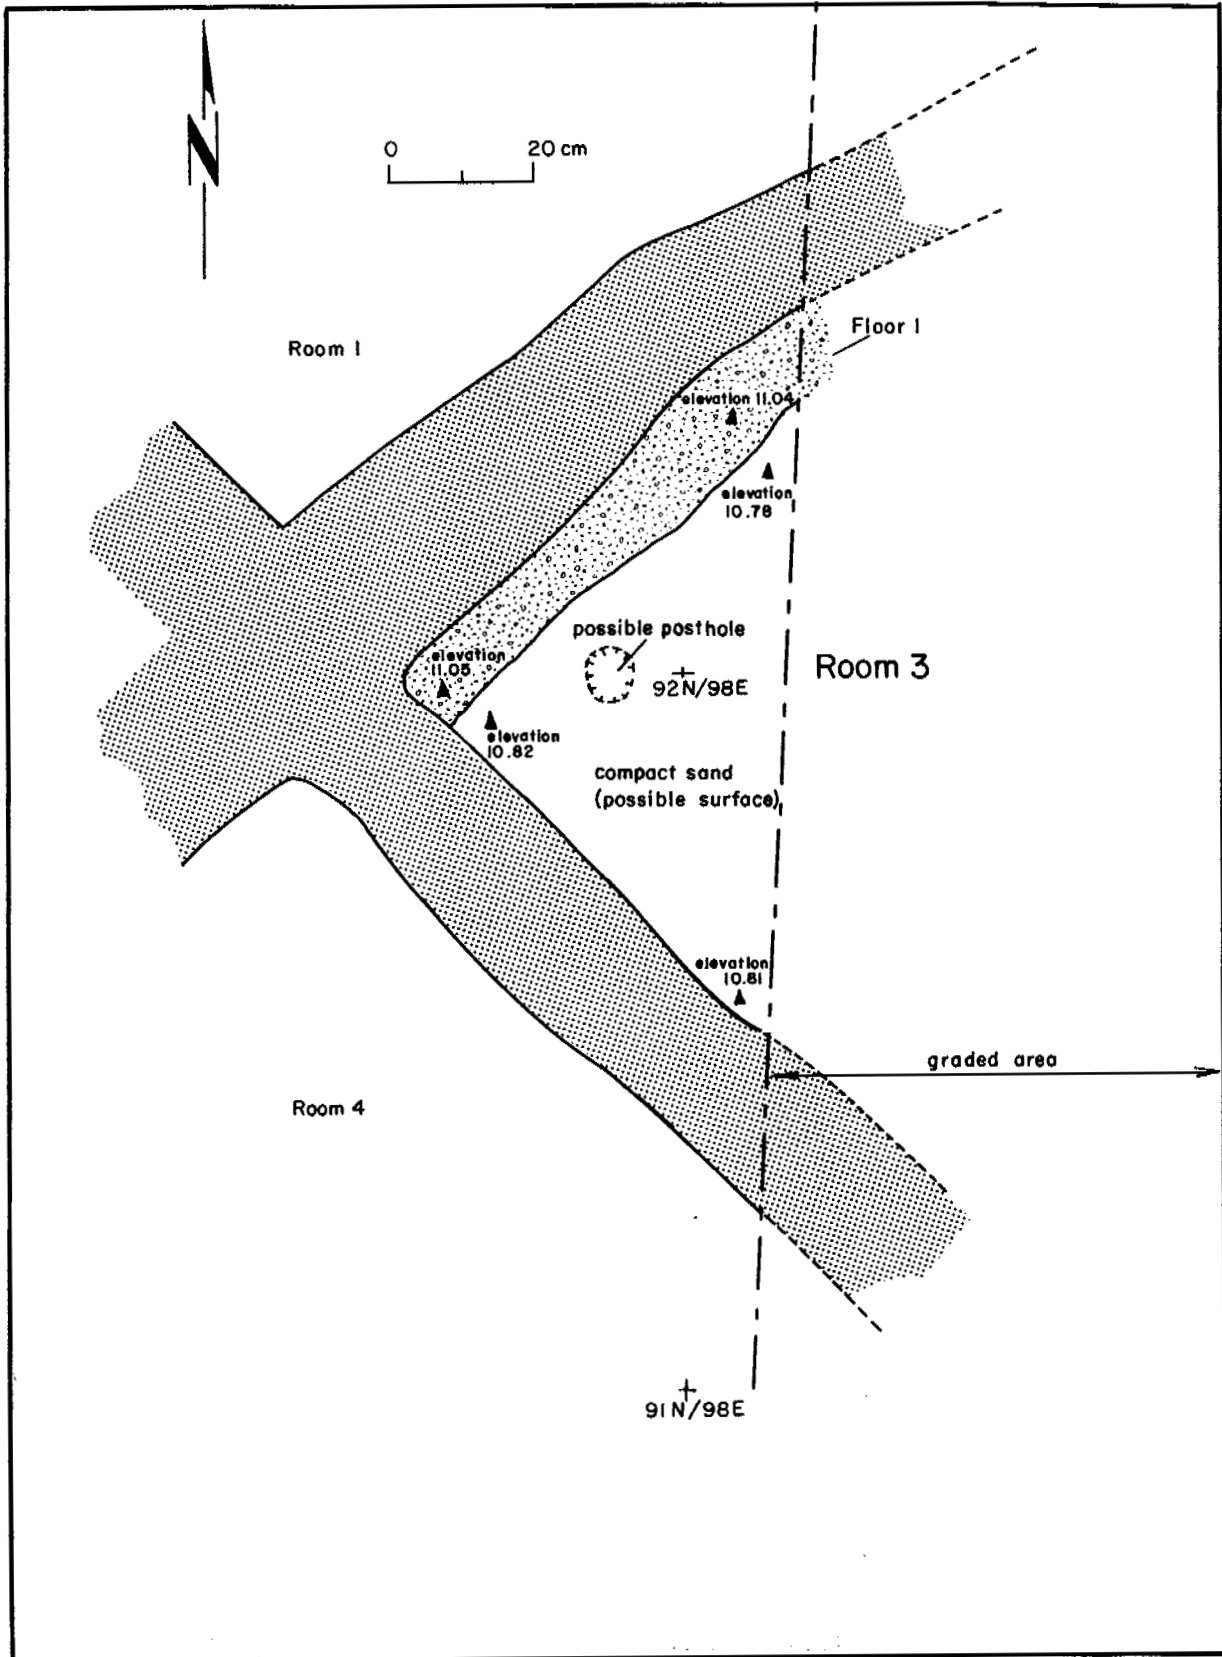 N
0 20 cm
Room 1
Floor 1
elevation 11.04
elevation
10.78
possible posthole
elevation
11.05
Room 3
92N/98E
elevation
10.82
compact sand
(possible surface)
elevation
10.81
graded area
Room 4
91N/98E